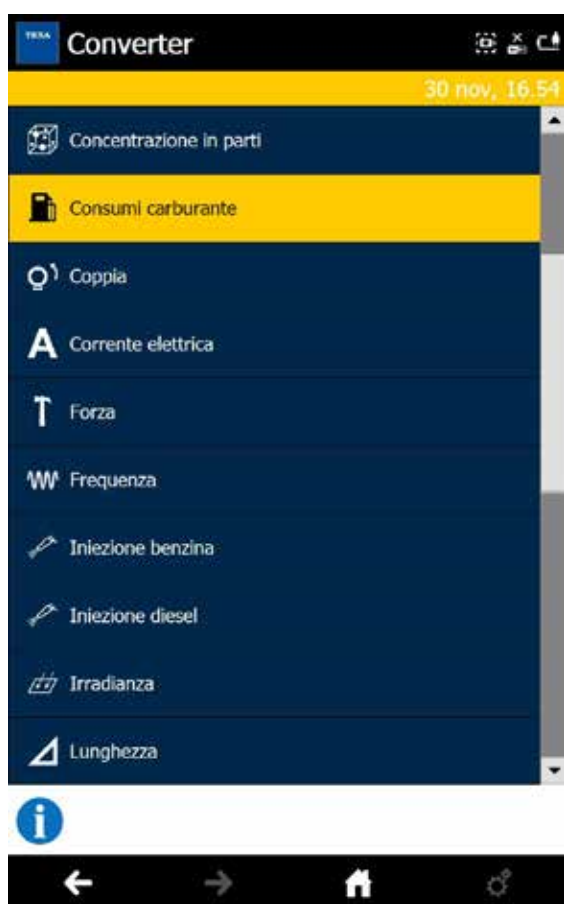 TEXA
Converter
30 nov, 16.54
Concentrazione in parti
Consumi carburante
Coppia
A Corrente elettrica
Forza
Frequenza
Iniezione benzina
Iniezione diesel
Irradianza
Lunghezza